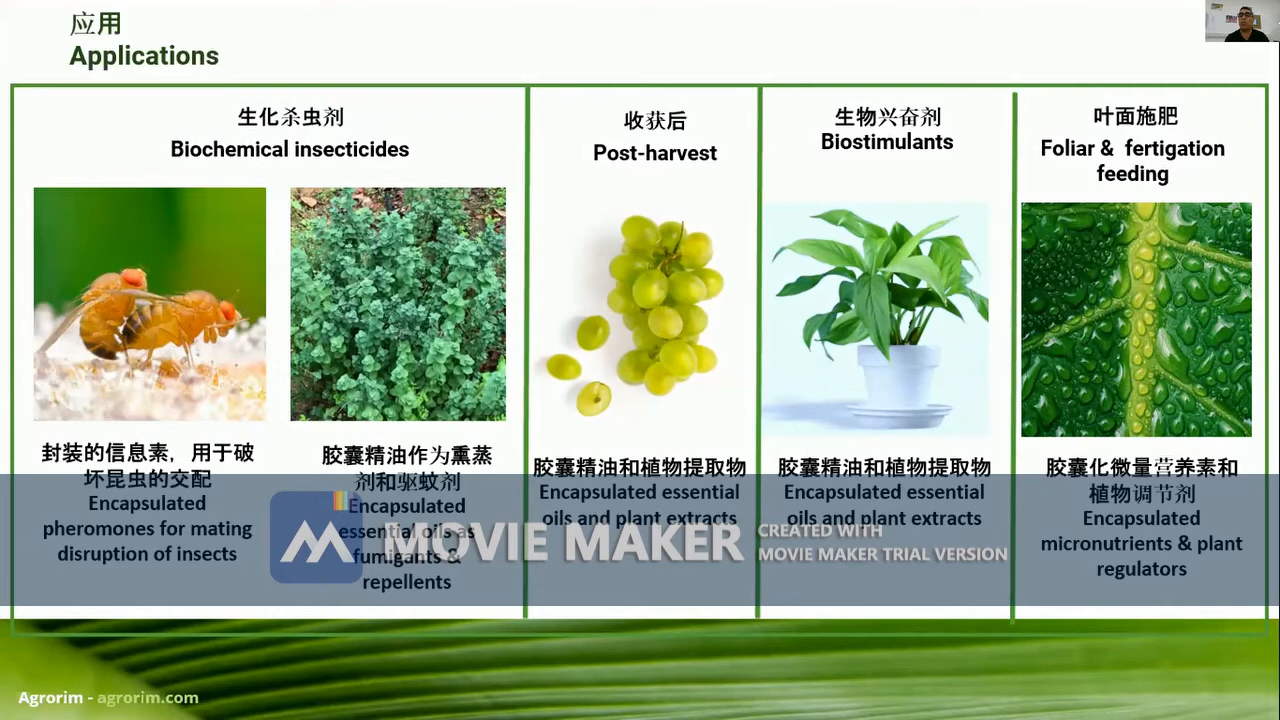 应用
Applications
生化杀虫剂
Biochemical insecticides
封装的信息素，用于破
坏昆虫的交配
Encapsulated
pheromones for mating
disruption of insects
胶囊精油作为熏蒸
剂和驱蚊剂
Encapsulated
essential oils as
fumigants &
repellents
收获后
Post-harvest
胶囊精油和植物提取物
Encapsulated essential
oils and plant extracts
生物兴奋剂
Biostimulants
胶囊精油和植物提取物
Encapsulated essential
oils and plant extracts
叶面施肥
Foliar & fertigation
feeding
胶囊化微量营养素和
植物调节剂
Encapsulated
micronutrients & plant
regulators
MOVIE MAKER
CREATED WITH
MOVIE MAKER TRIAL VERSION
Agrorim - agrorim.com